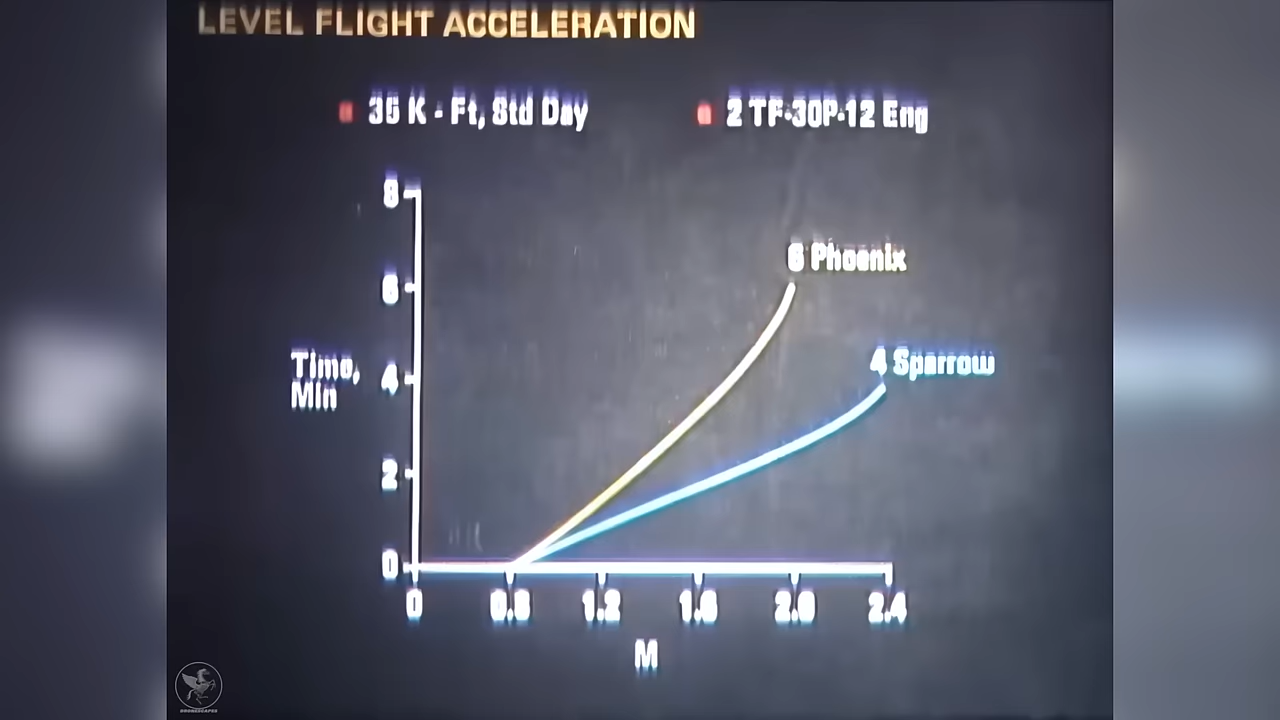 LEVEL FLIGHT ACCELERATION
35 K - Ft, Std Day
2 TF-30P-12 Eng
8
6 Phoenix
6
4 Sparrow
Time,
Min
4
2
0
0 0.8 1.2 1.6 2.0 2.4
M
DRONESCAPES